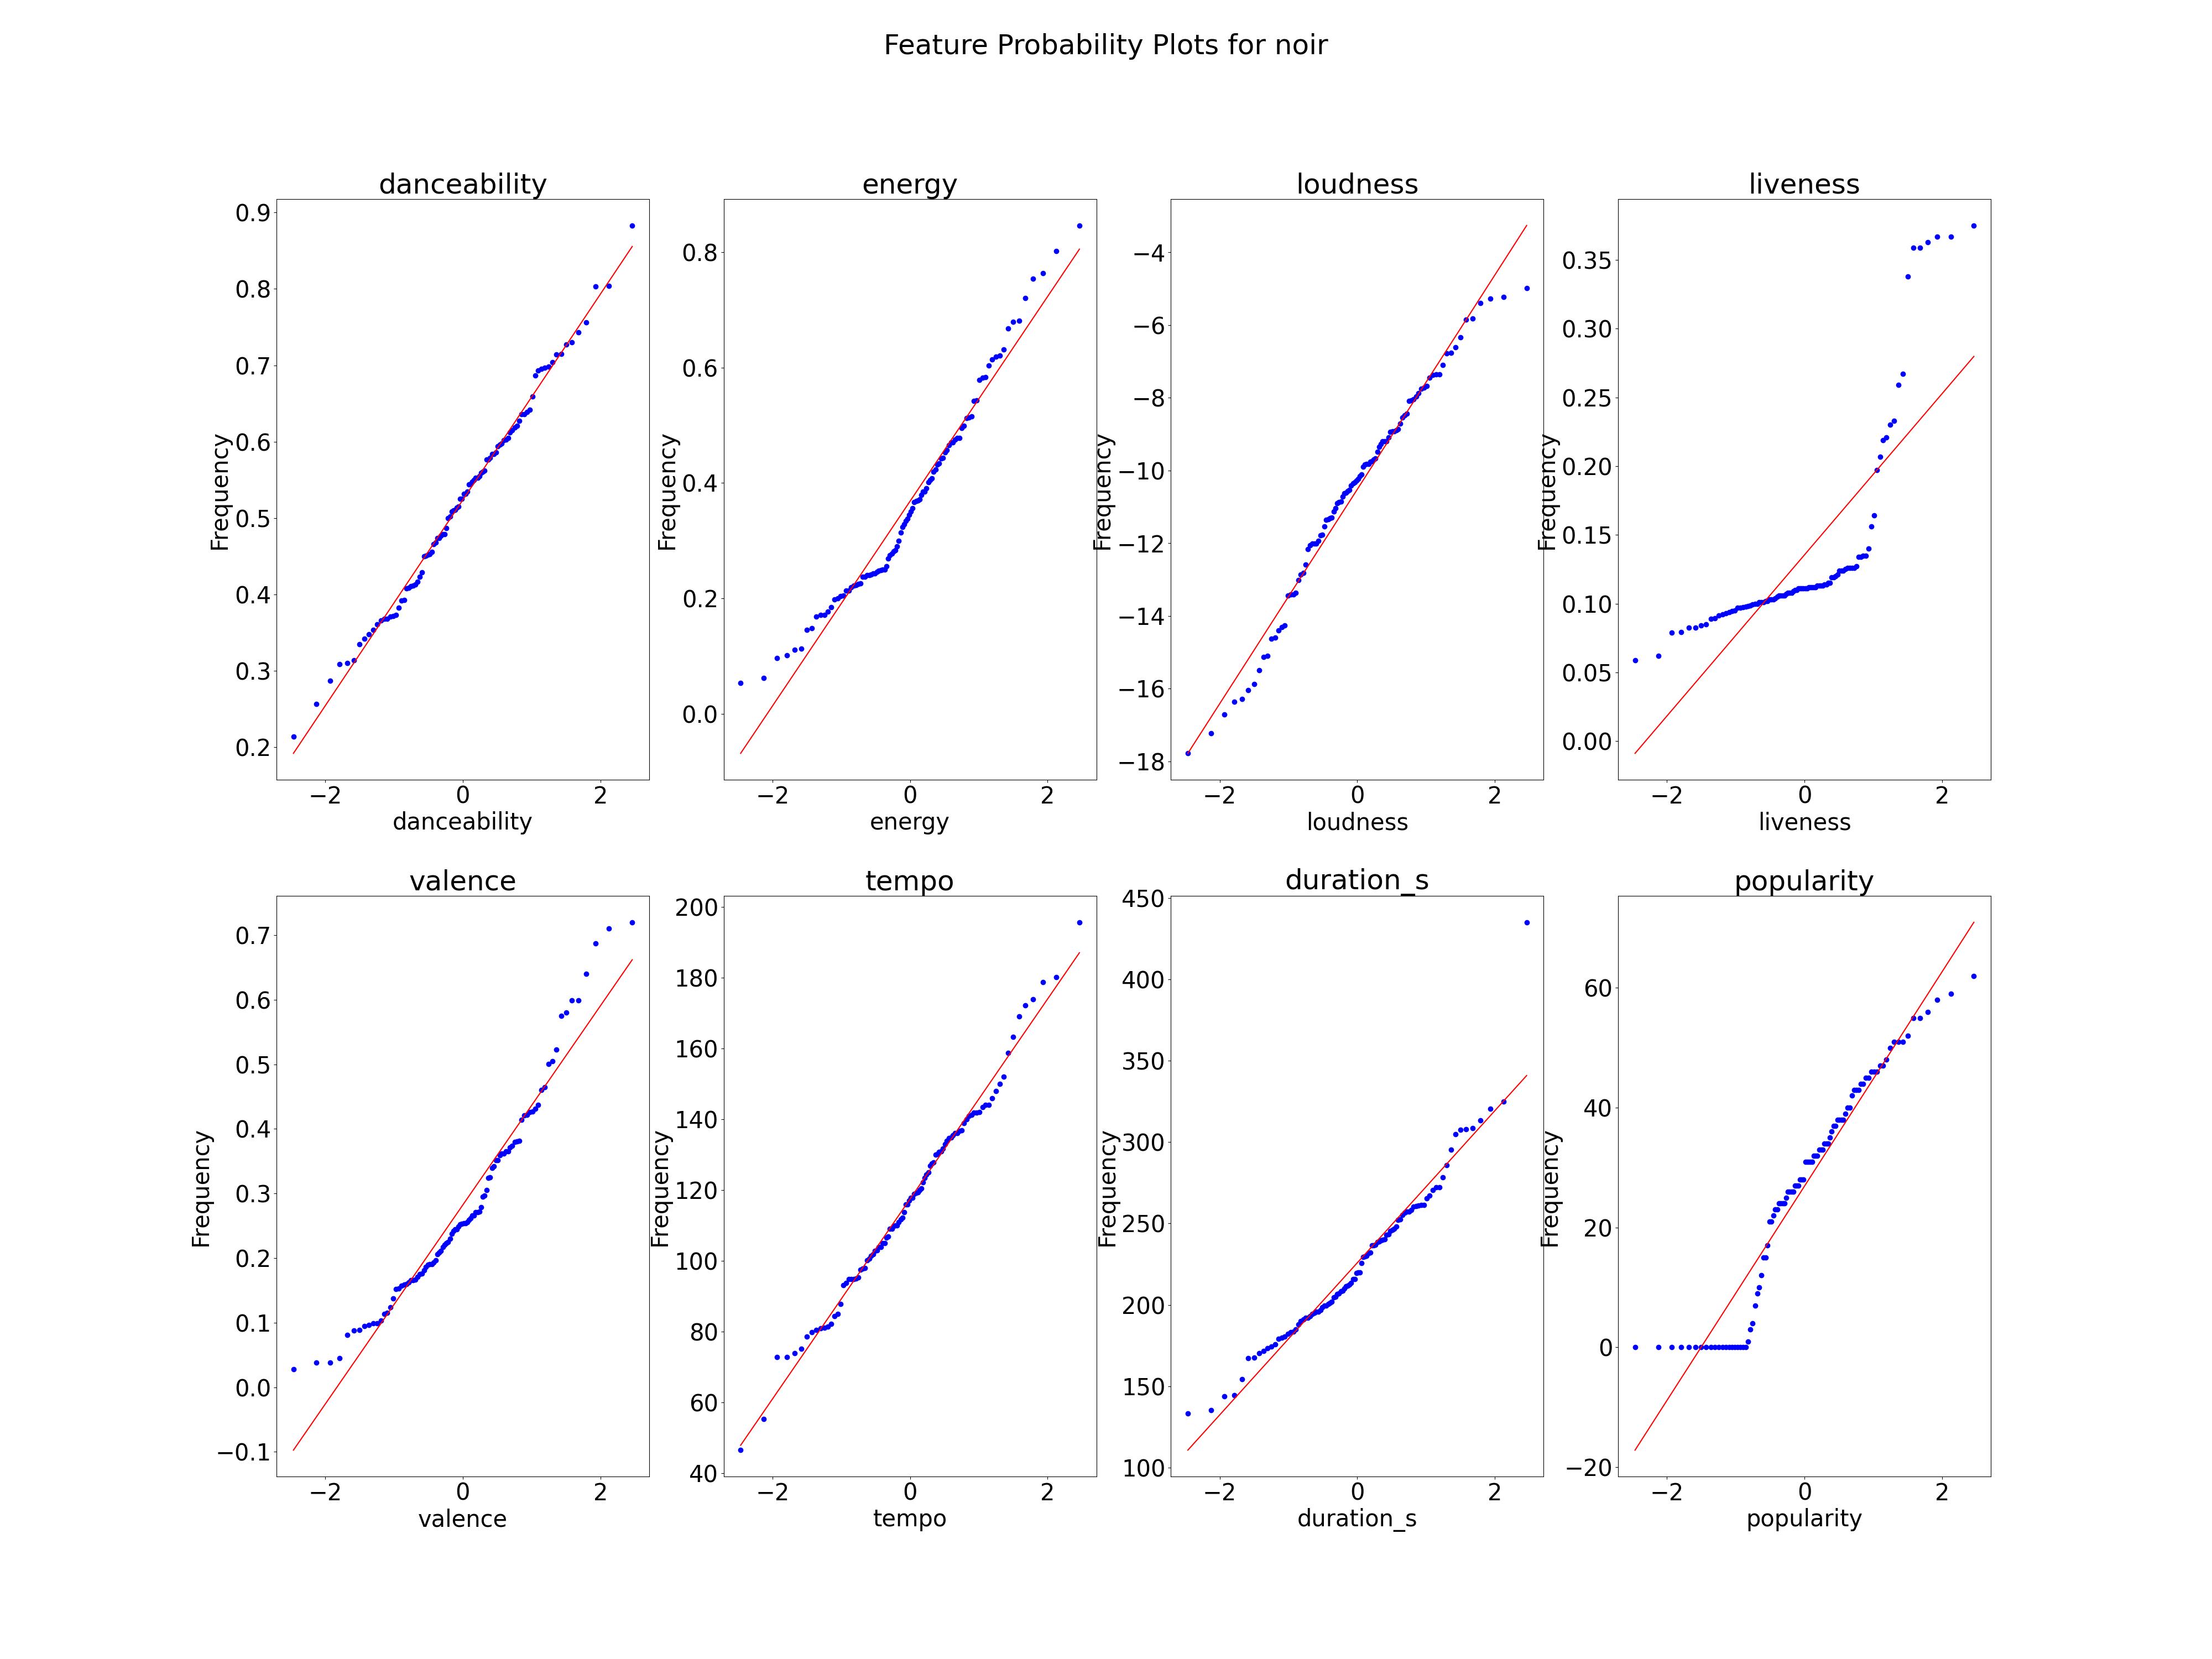 Feature Probability Plots for noir
danceability
0.9
0.8
0.7
0.6
0.5
0.4
0.3
0.2
Frequency
−2 0 2
danceability
energy
0.8
0.6
0.4
0.2
0.0
Frequency
−2 0 2
energy
loudness
−4
−6
−8
−10
−12
−14
−16
−18
Frequency
−2 0 2
loudness
liveness
0.35
0.30
0.25
0.20
0.15
0.10
0.05
0.00
Frequency
−2 0 2
liveness
valence
0.7
0.6
0.5
0.4
0.3
0.2
0.1
0.0
−0.1
Frequency
−2 0 2
valence
tempo
200
180
160
140
120
100
80
60
40
Frequency
−2 0 2
tempo
duration_s
450
400
350
300
250
200
150
100
Frequency
−2 0 2
duration_s
popularity
60
40
20
0
−20
Frequency
−2 0 2
popularity